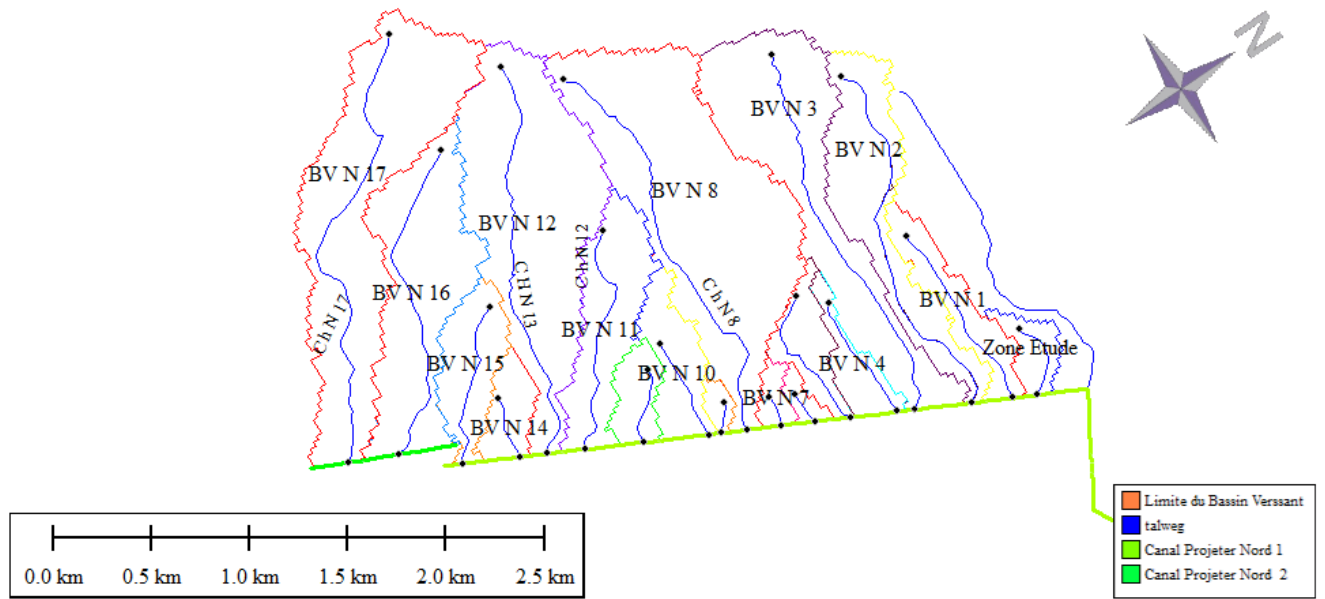 N
BV N 3
BV N 2
BV N 17
BV N 8
BV N 12
Ch N 12
BV N 16
CH N 13
Ch N 8
BV N 1
Ch N 17
BV N 11
Zone Etude
BV N 15
BV N 10
BV N 4
BV N 7
BV N 14
Limite du Bassin Verssant
talweg
Canal Projeter Nord 1
Canal Projeter Nord 2
0.0 km 0.5 km 1.0 km 1.5 km 2.0 km 2.5 km